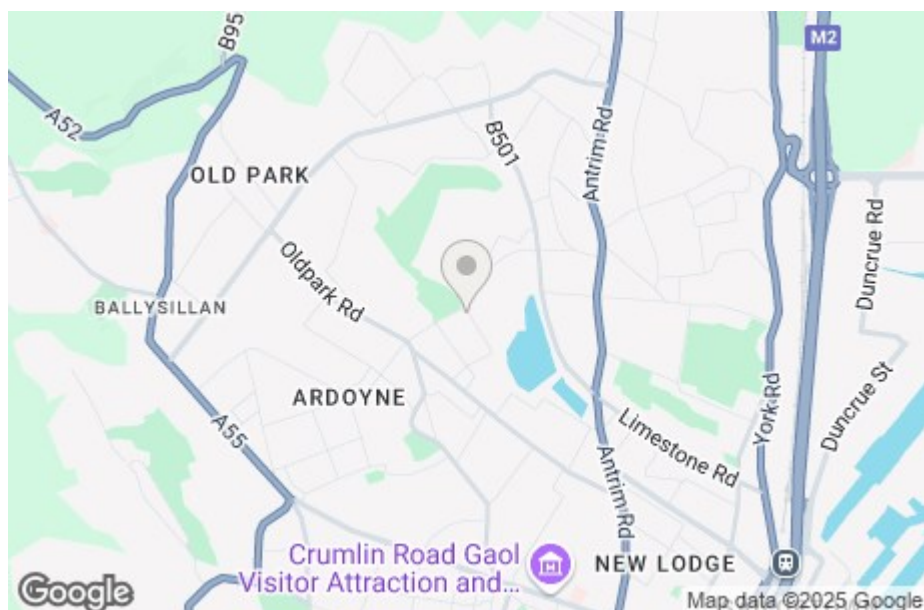 M2
B95
A52
B501
Antrim Rd
OLD PARK
Duncrue Rd
Oldpark Rd
BALLYSILLAN
ARDOYNE
A55
Limestone Rd
York Rd
Duncrue St
Antrim Rd
Crumlin Road Gaol
Visitor Attraction and...
NEW LODGE
Google
Map data ©2025 Google